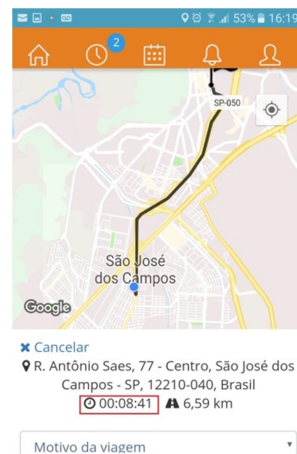 53% 16:19
2
SP-050
São José
dos Campos
Google
Cancelar
R. Antônio Saes, 77 - Centro, São José dos
Campos - SP, 12210-040, Brasil
00:08:41 6,59 km
Motivo da viagem